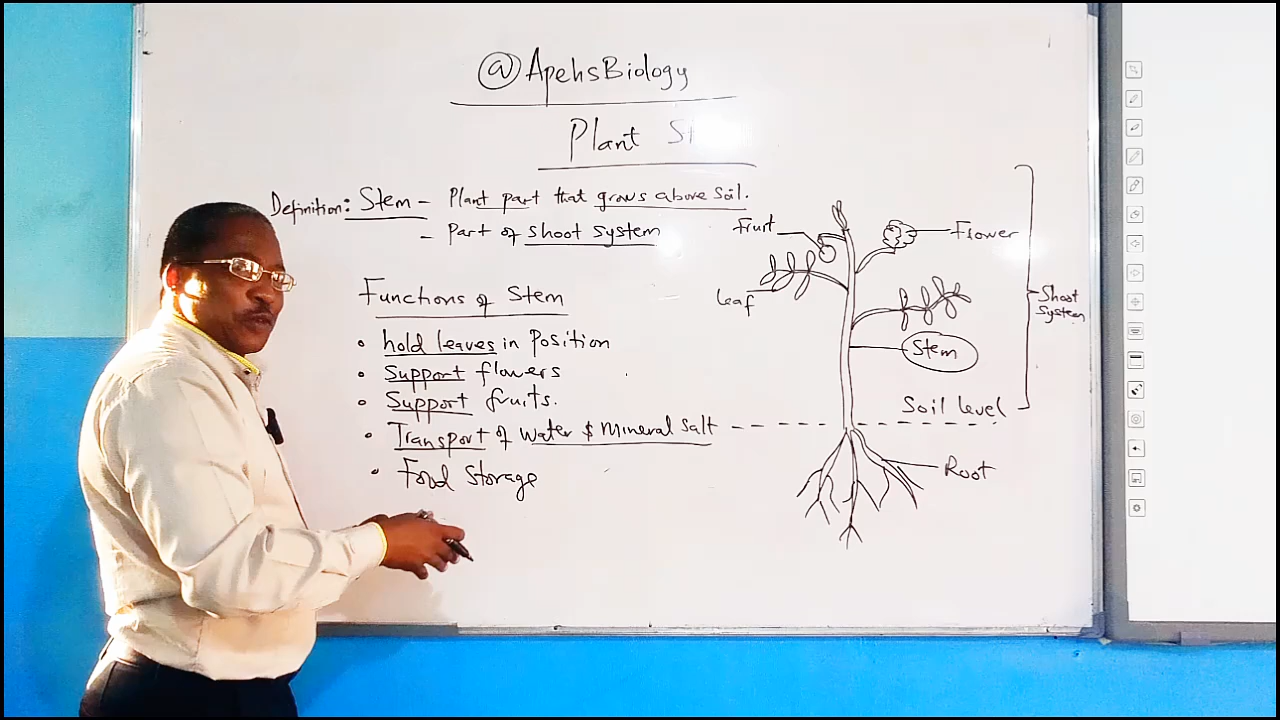 @ApehsBiology
Plant St
Definition: Stem - Plant part that grows above soil.
- Part of shoot system
Functions of Stem
• hold leaves in position
• Support flowers
• Support fruits.
• Transport of water & mineral salt
• Food storage
Fruit
Flower
Leaf
Shoot
System
Stem
Soil level
Root